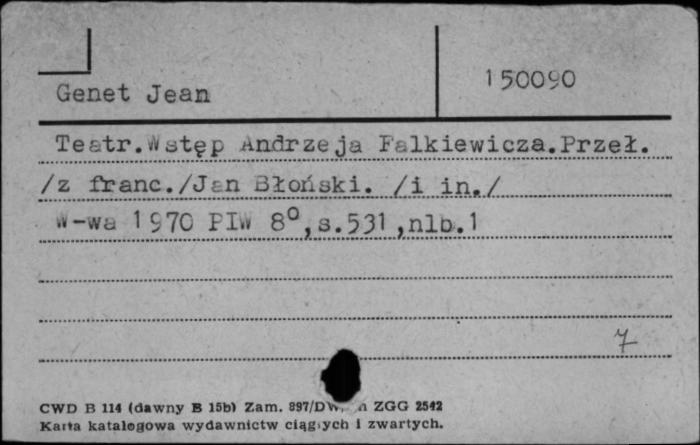 Genet Jean
150090
Teatr.Wstęp Andrzeja Falkiewicza.Przeł.
/z franc./Jan Błoński. /i in./
W-wa 1970 PIW 8°,s.531,nlb.1
7
CWD B 114 (dawny B 15b) Zam. 897/DW, ZGG 2542
Karta katalogowa wydawnictw ciągłych i zwartych.